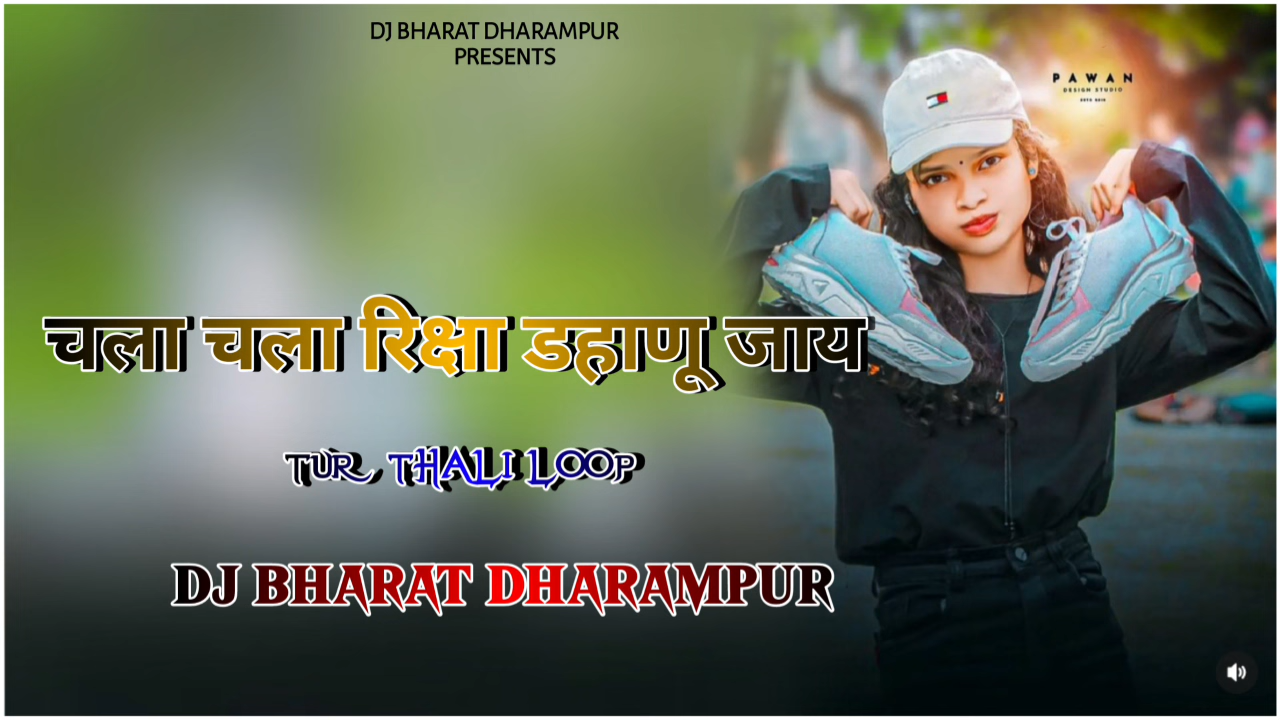 DJ BHARAT DHARAMPUR
PRESENTS
PAWAN
DESIGN STUDIO
चला चला रिक्षा डहाणू जाय
TUR THALI LOOP
DJ BHARAT DHARAMPUR